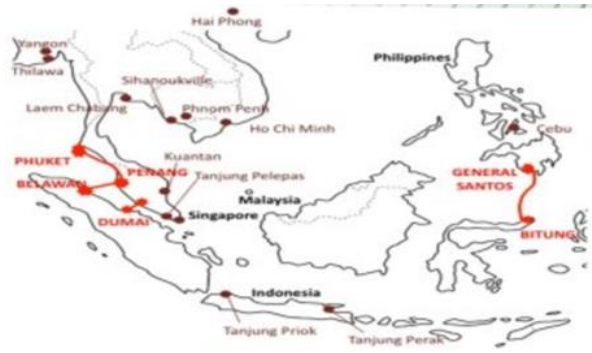 Hai Phong
Yangon
Thilawa
Philippines
Sihanoukville
Laem Chabang
Phnom Penh
Ho Chi Minh
Cebu
PHUKET
Kuantan
PENANG
Tanjung Pelepas
GENERAL
SANTOS
BELAWAN
Malaysia
Singapore
DUMAI
BITUNG
Indonesia
Tanjung Priok
Tanjung Perak